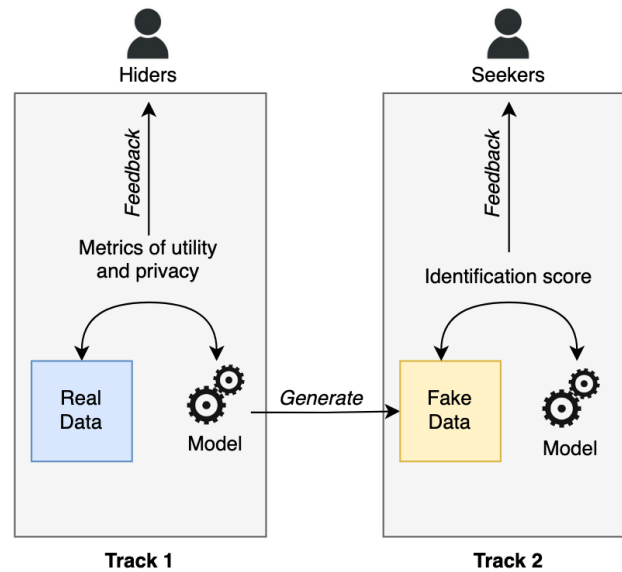 Hiders
Feedback
Metrics of utility
and privacy
Real
Data
Model
Track 1
Generate
Seekers
Feedback
Identification score
Fake
Data
Model
Track 2